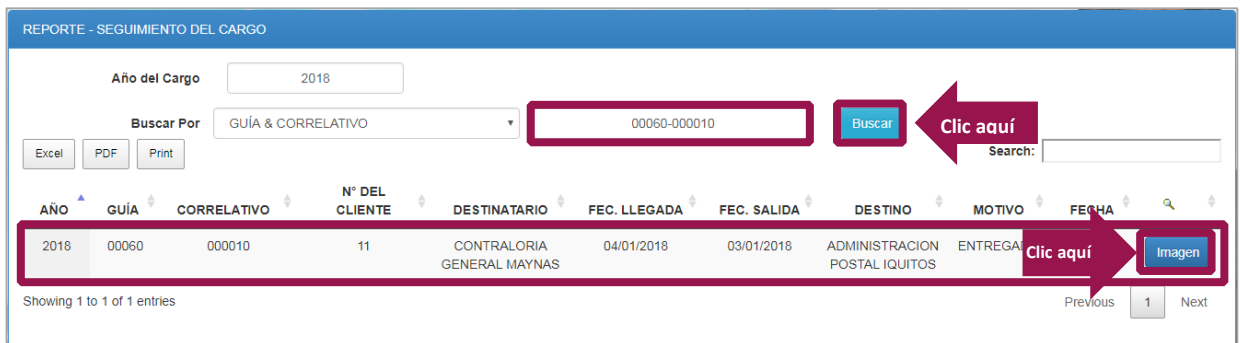 REPORTE - SEGUIMIENTO DEL CARGO
Año del Cargo 2018
Buscar Por GUÍA & CORRELATIVO 00060-000010 Buscar Clic aquí
Excel PDF Print Search:
AÑO GUÍA CORRELATIVO N° DEL CLIENTE DESTINATARIO FEC. LLEGADA FEC. SALIDA DESTINO MOTIVO FECHA
2018 00060 000010 11 CONTRALORIA GENERAL MAYNAS 04/01/2018 03/01/2018 ADMINISTRACION POSTAL IQUITOS Clic aquí Imagen
Showing 1 to 1 of 1 entries Previous 1 Next